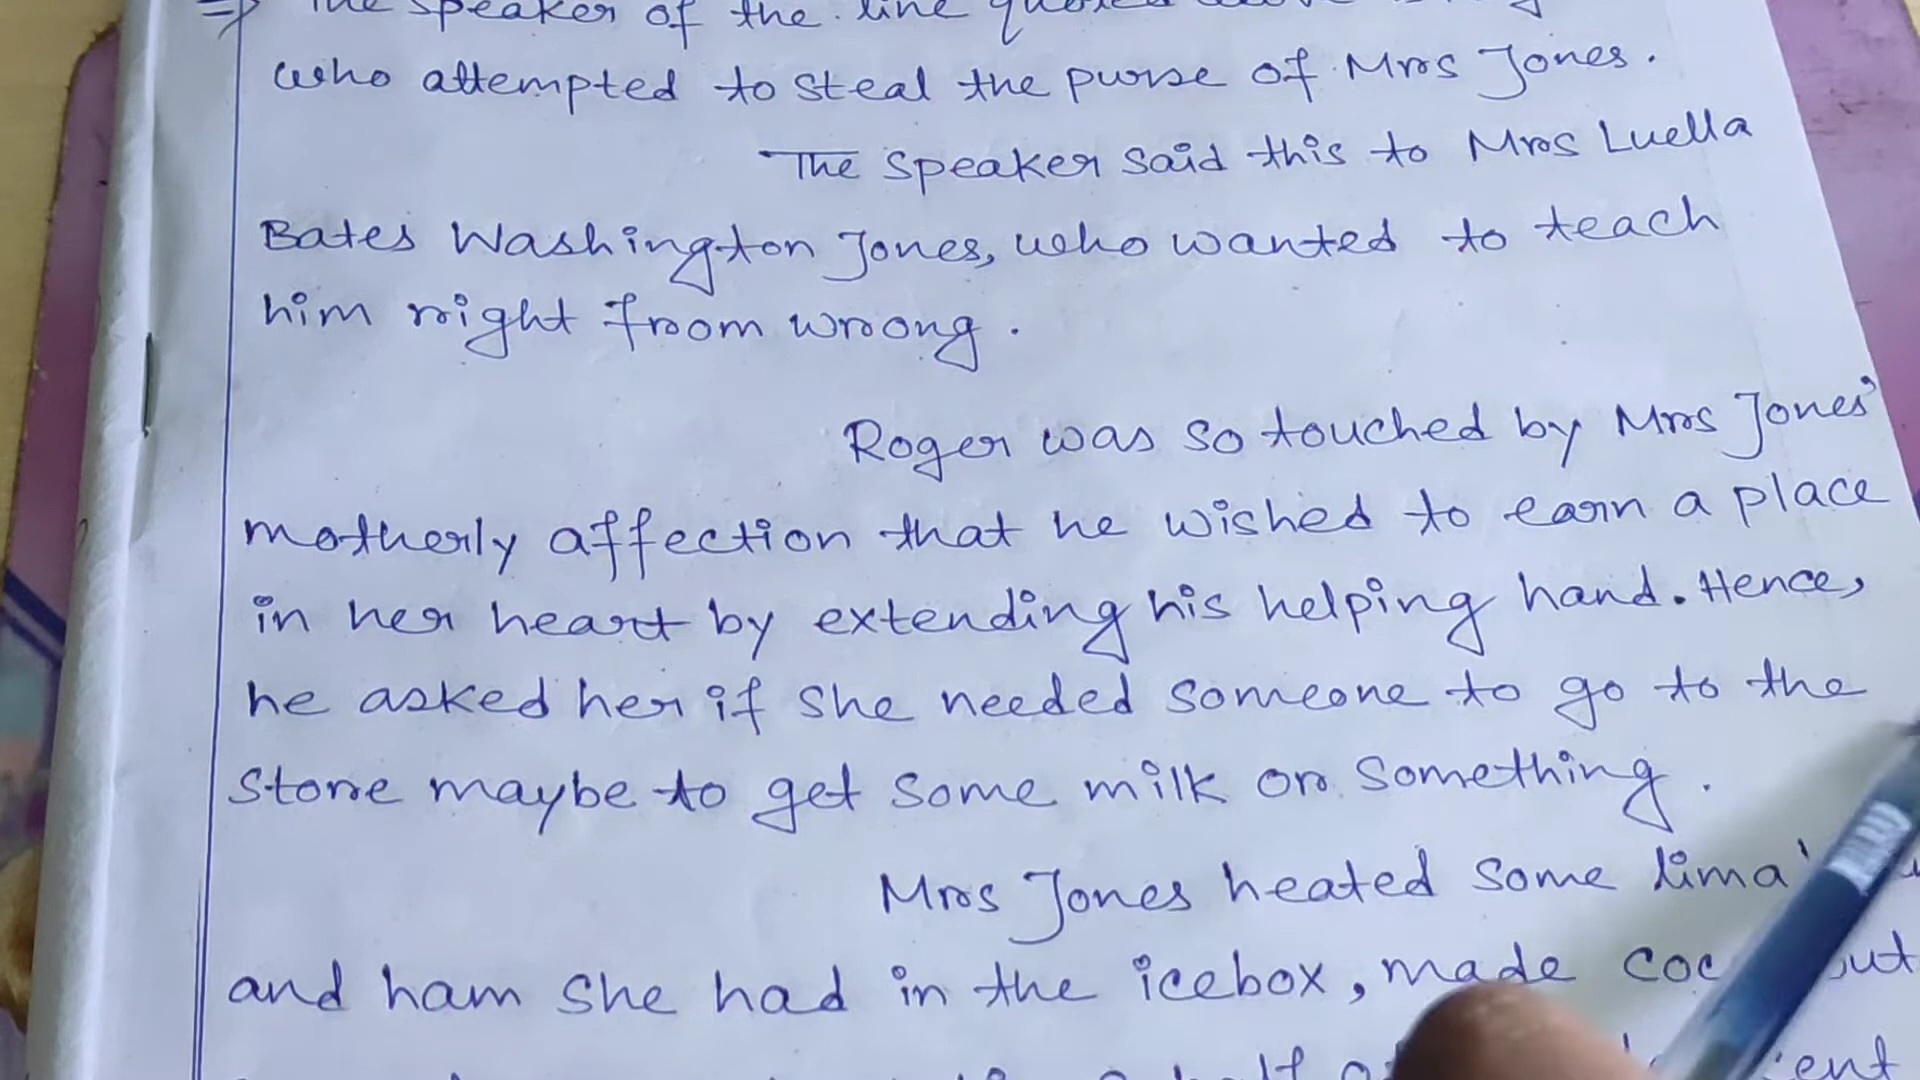 ⇒ The speaker of the line quoted
who attempted to steal the purse of Mrs Jones.
The speaker said this to Mrs Luella
Bates Washington Jones, who wanted to teach
him right from wrong.
Roger was so touched by Mrs Jones'
motherly affection that he wished to earn a place
in her heart by extending his helping hand. Hence,
he asked her if she needed someone to go to the
store maybe to get some milk or something.
Mrs Jones heated some lima
and ham she had in the icebox, made
half